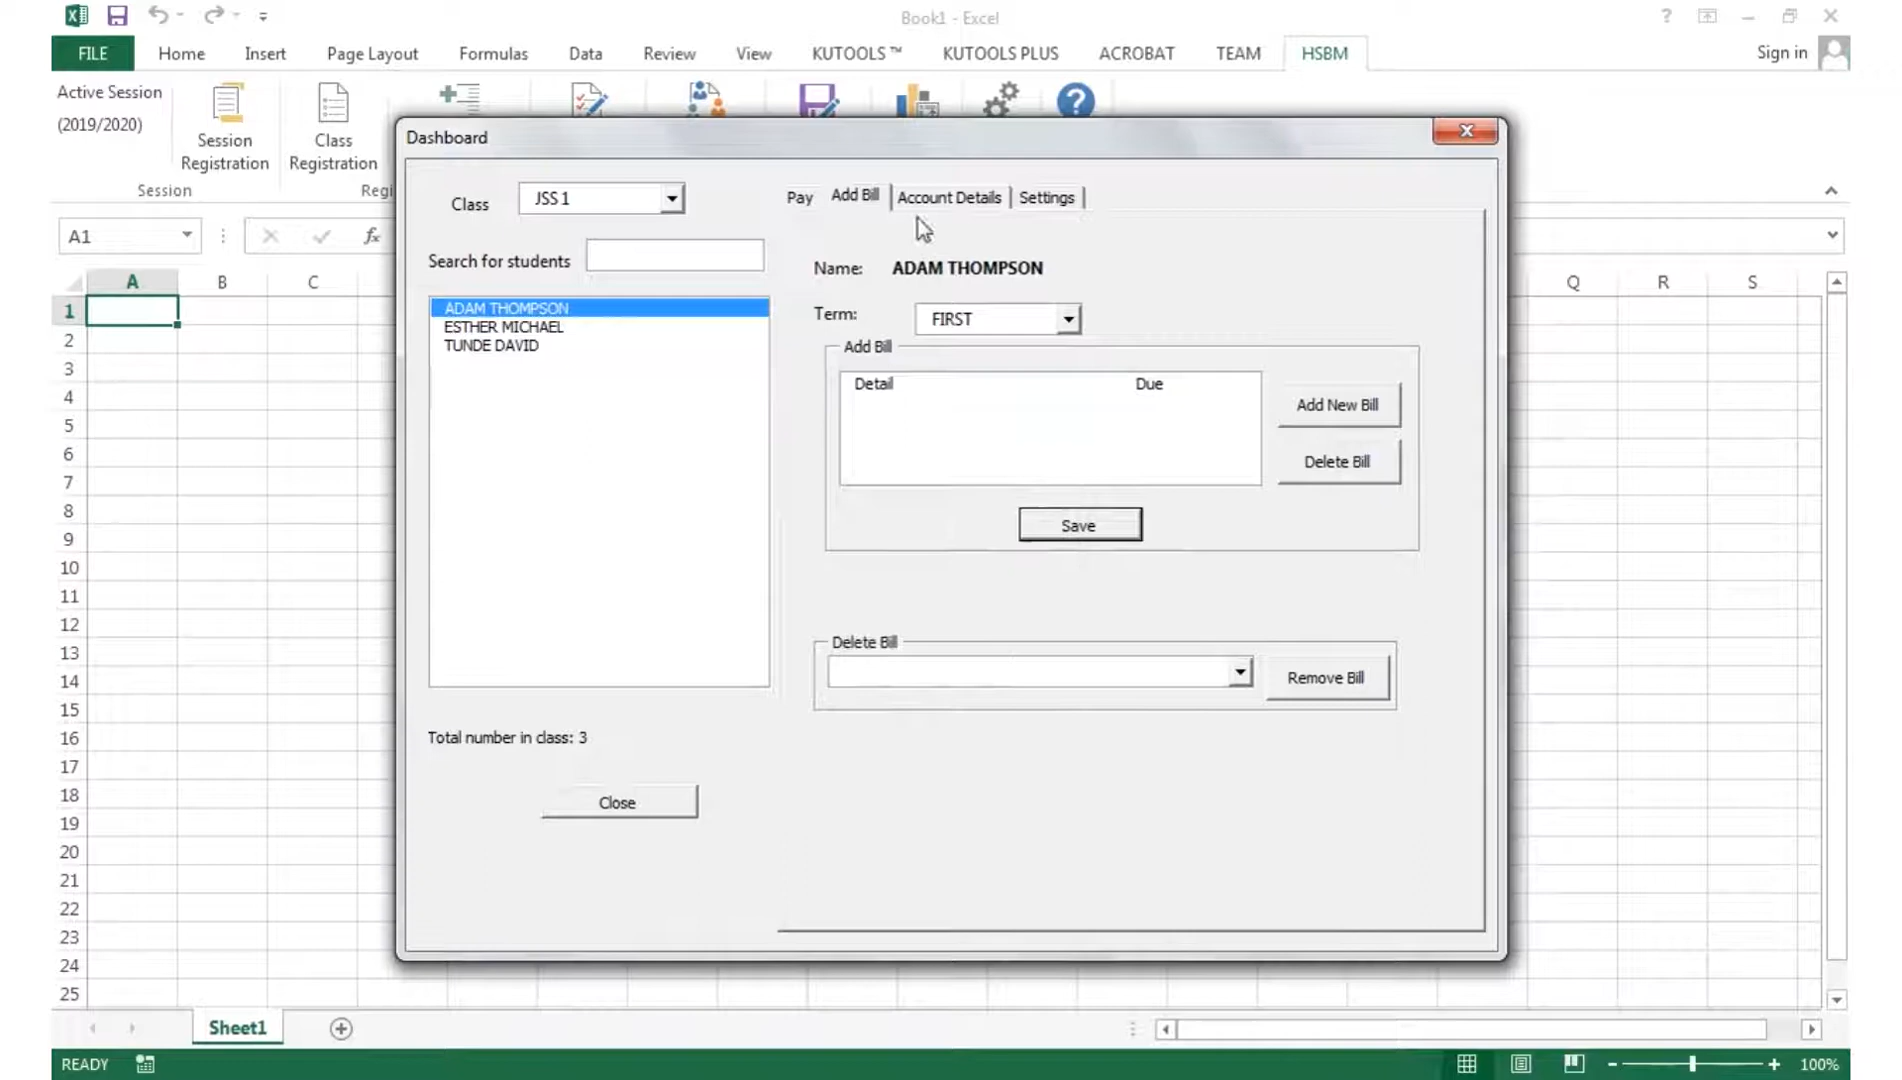 Book1 - Excel
?
FILE Home Insert Page Layout Formulas Data Review View KUTOOLS ™ KUTOOLS PLUS ACROBAT TEAM HSBM Sign in
Active Session
(2019/2020)
Session
Registration
Class
Registration
Session
Regi
?
A1
fx
A B C Q R S
1
2
3
4
5
6
7
8
9
10
11
12
13
14
15
16
17
18
19
20
21
22
23
24
25
Dashboard
Class JSS 1
Search for students
ADAM THOMPSON
ESTHER MICHAEL
TUNDE DAVID
Total number in class: 3
Close
Pay Add Bill Account Details Settings
Name: ADAM THOMPSON
Term: FIRST
Add Bill
Detail Due
Add New Bill
Delete Bill
Save
Delete Bill
Remove Bill
Sheet1
READY
100%